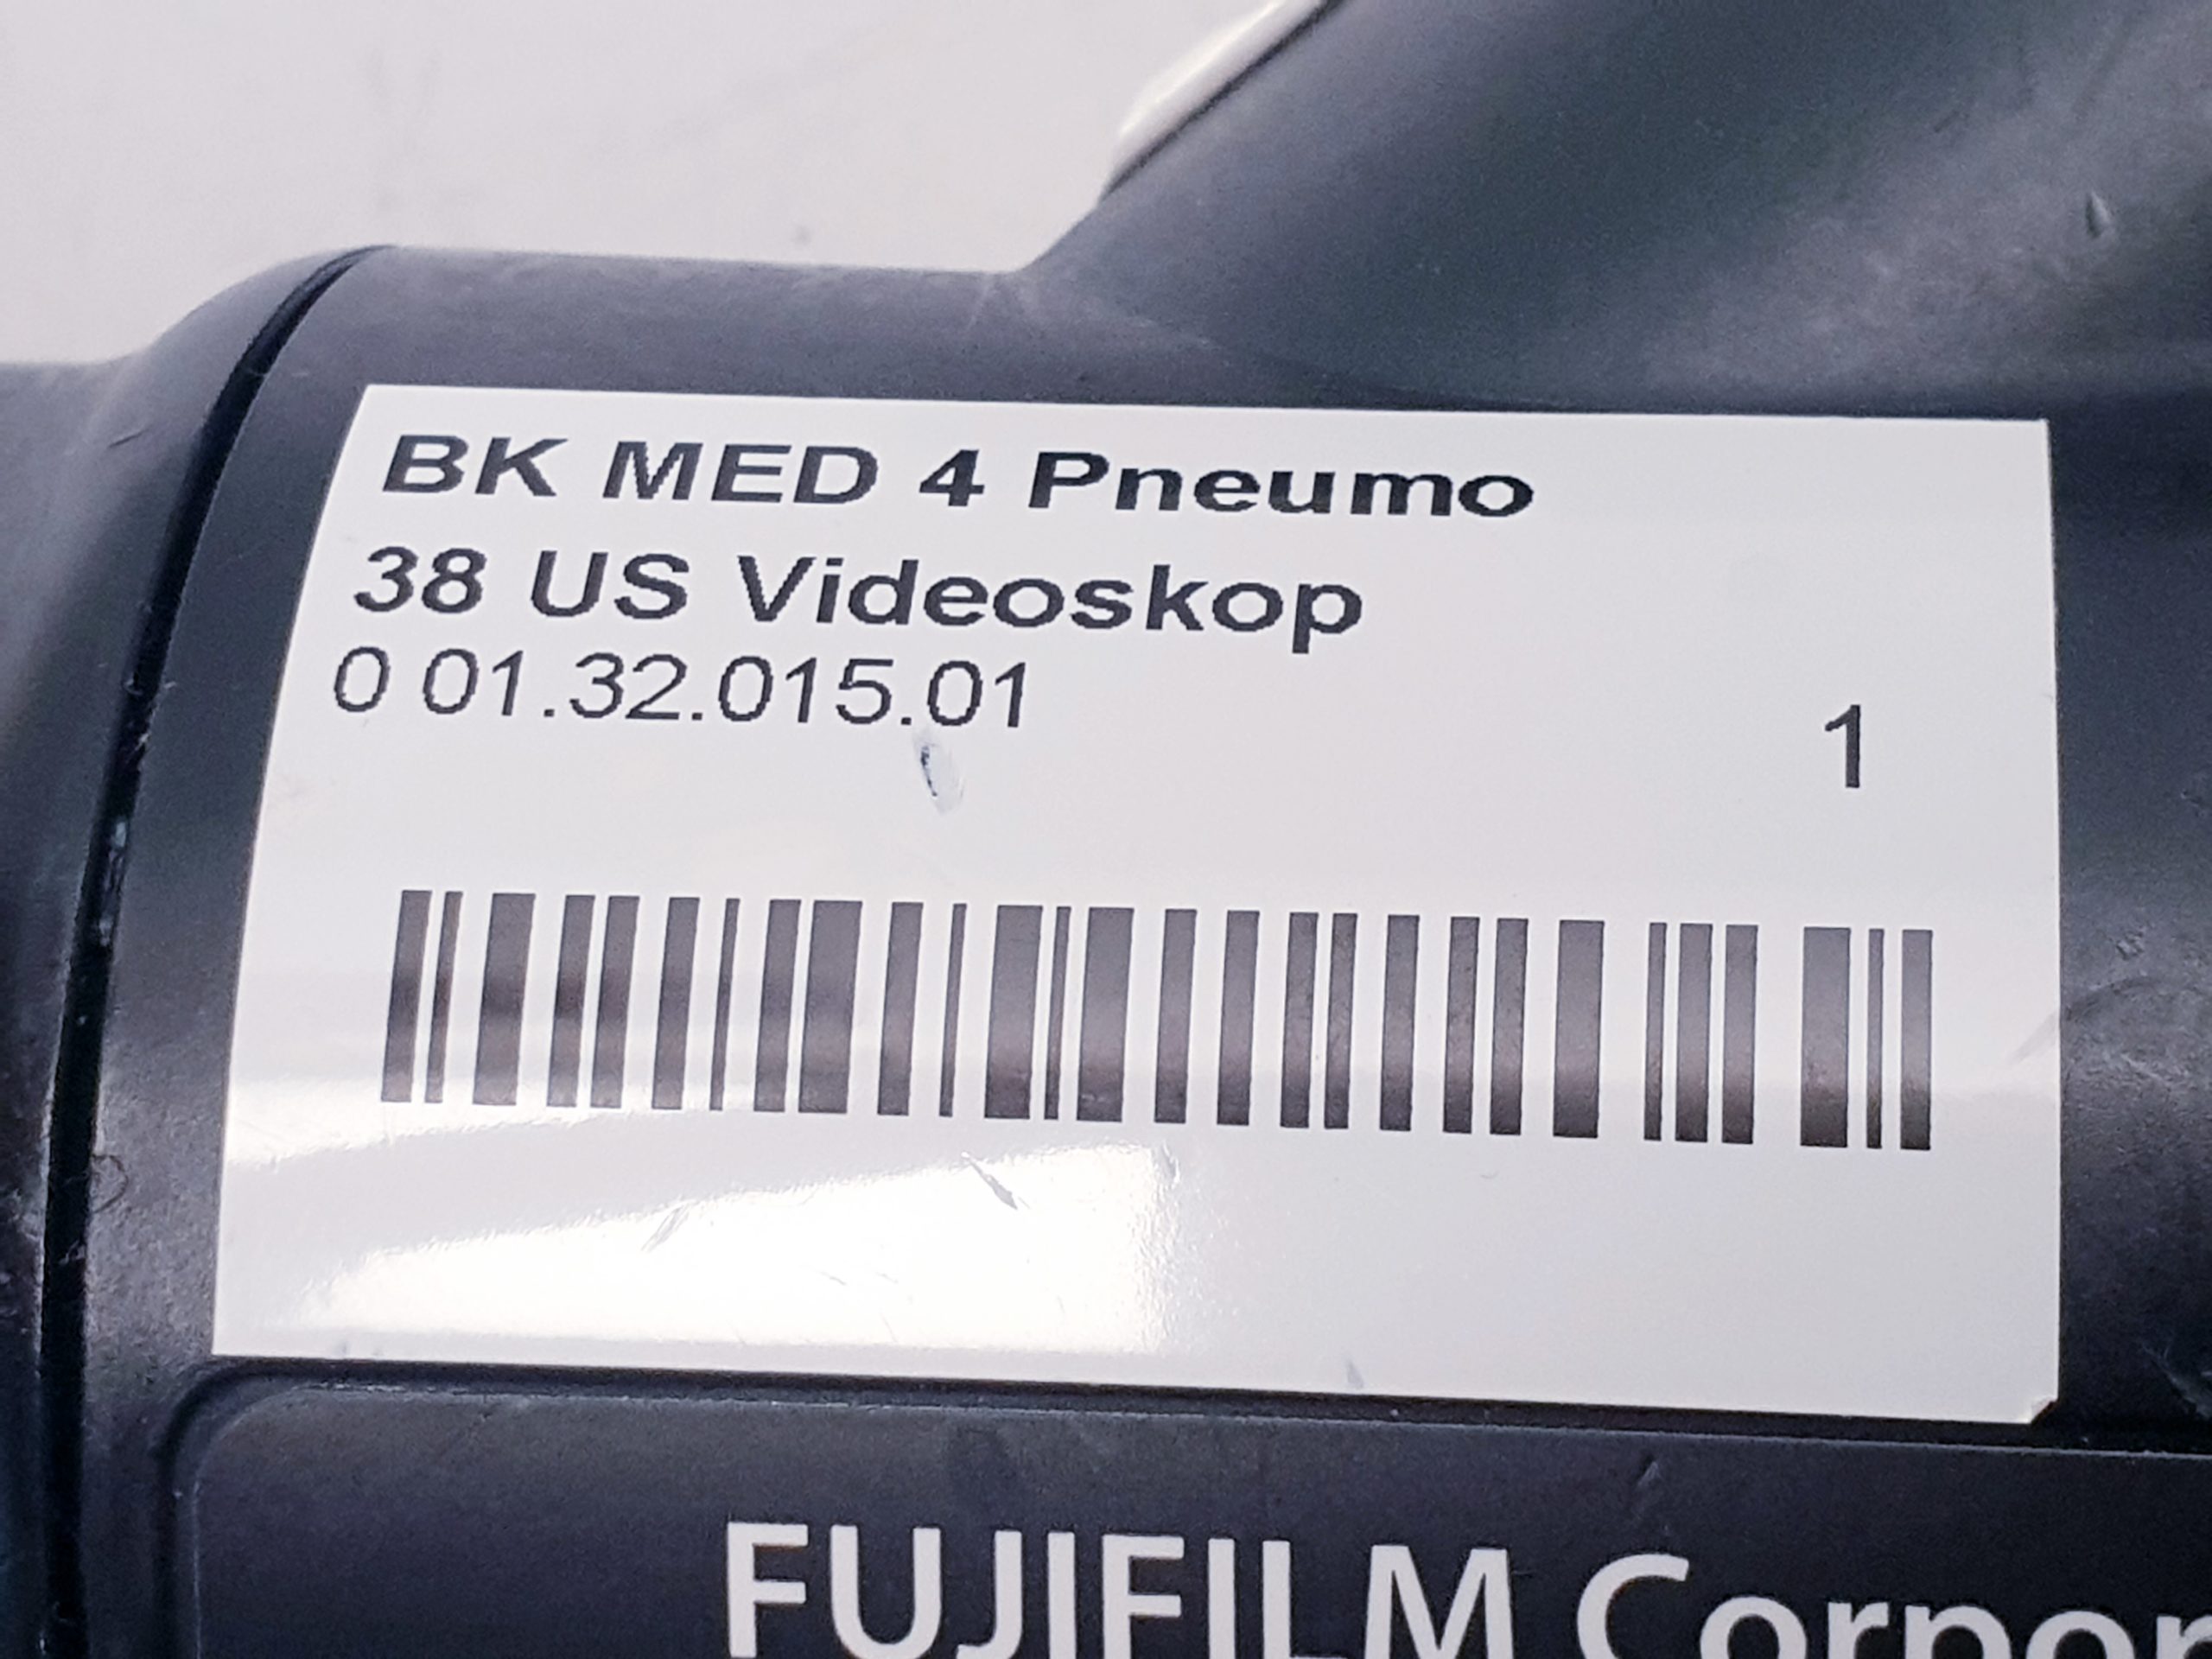 BK MED 4 Pneumo
38 US Videoskop
0 01.32.015.01
1
FUJIFILM Corpor